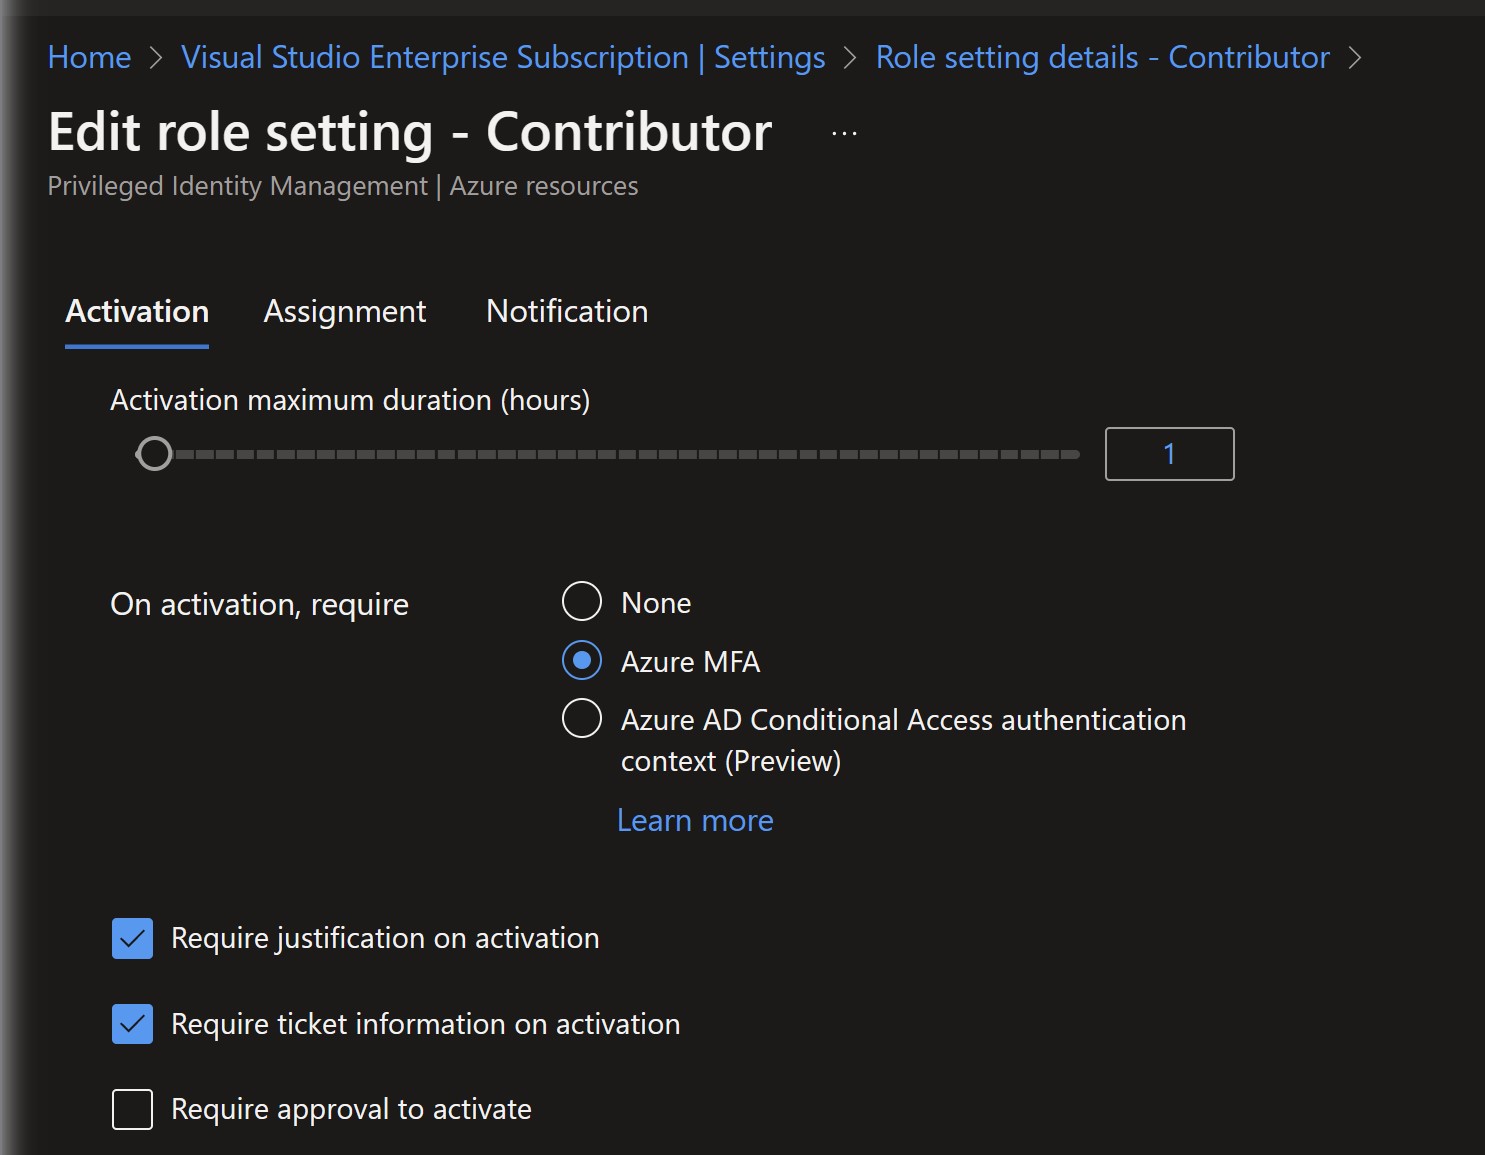 Home > Visual Studio Enterprise Subscription | Settings > Role setting details - Contributor >
Edit role setting - Contributor ...
Privileged Identity Management | Azure resources
Activation Assignment Notification
Activation maximum duration (hours)
1
On activation, require
None
Azure MFA
Azure AD Conditional Access authentication
context (Preview)
Learn more
Require justification on activation
Require ticket information on activation
Require approval to activate